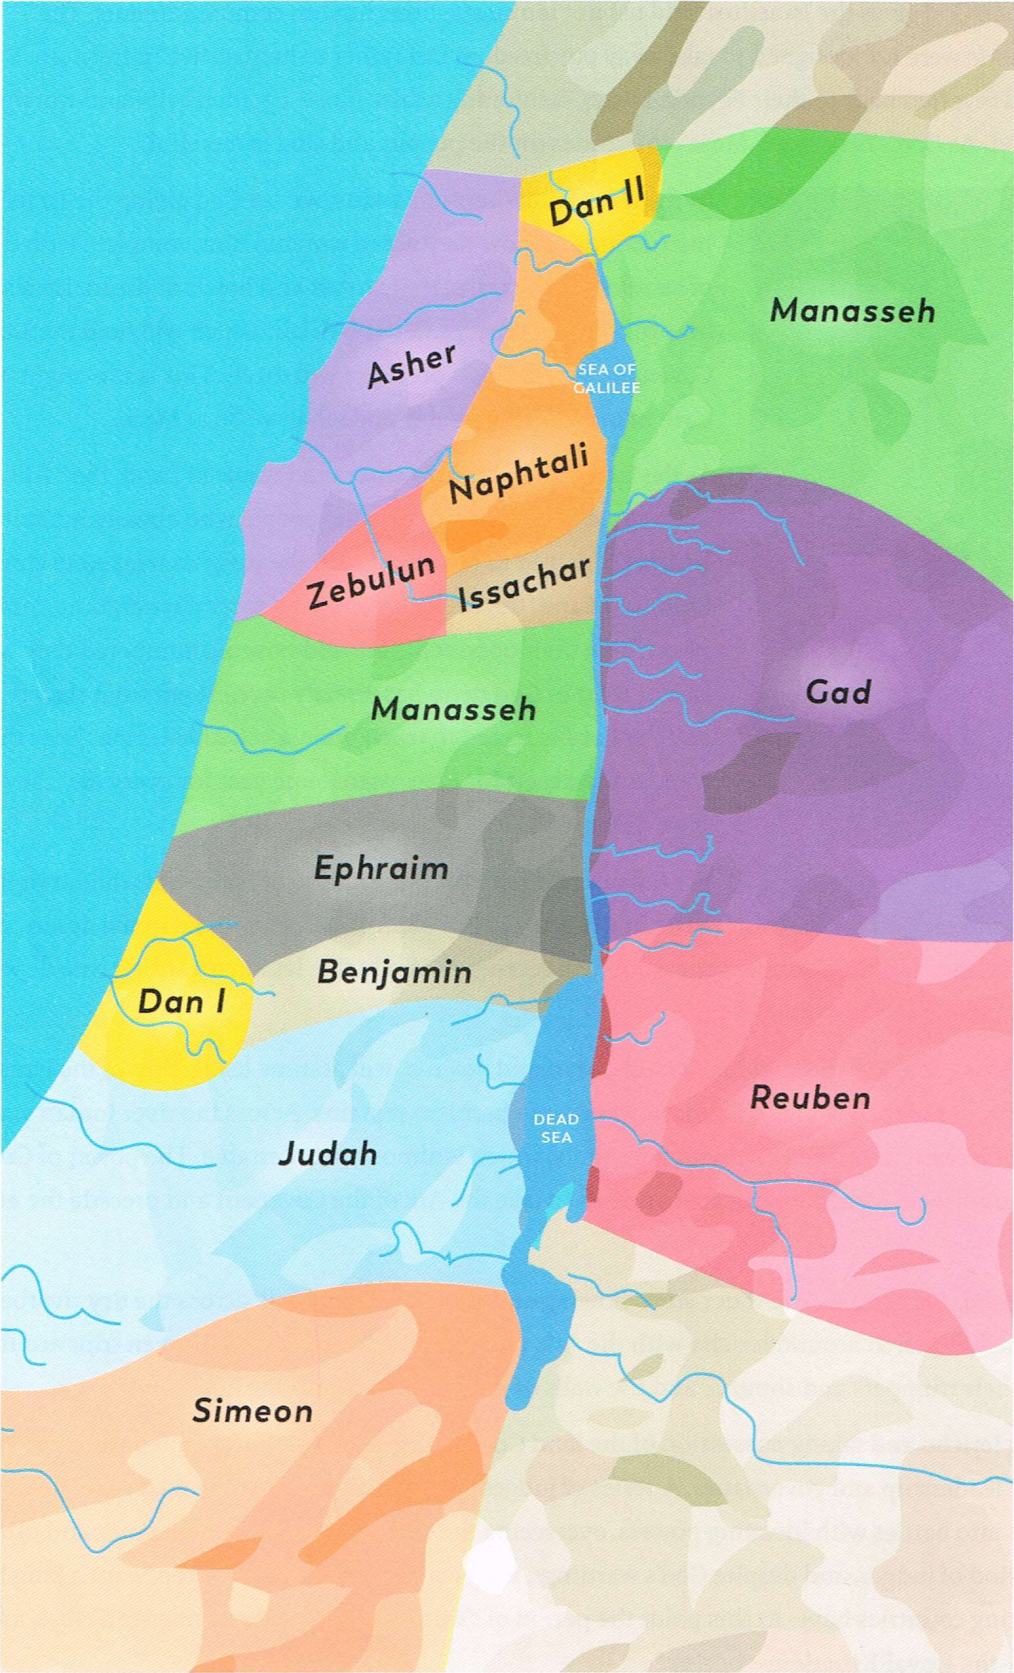 Dan II
Manasseh
Asher
SEA OF
GALILEE
Naphtali
Zebulun
Issachar
Gad
Manasseh
Ephraim
Benjamin
Dan I
Reuben
DEAD
SEA
Judah
Simeon